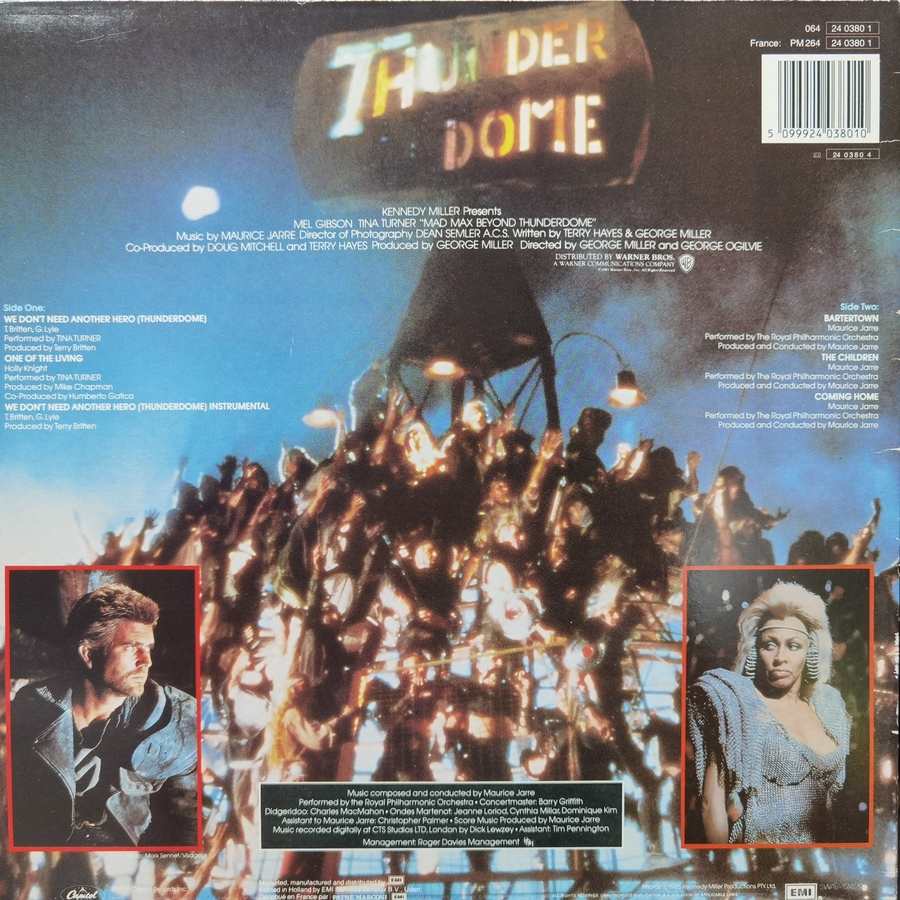 THUNDER
DOME
064 24 0380 1
France: PM 264 24 0380 1
5 099924 038010
24 0380 4
KENNEDY MILLER Presents
MEL GIBSON TINA TURNER "MAD MAX BEYOND THUNDERDOME"
Music by MAURICE JARRE Director of Photography DEAN SEMLER A.C.S. Written by TERRY HAYES & GEORGE MILLER
Co-Produced by DOUG MITCHELL and TERRY HAYES Produced by GEORGE MILLER Directed by GEORGE MILLER and GEORGE OGILVIE
DISTRIBUTED BY WARNER BROS.
A WARNER COMMUNICATIONS COMPANY
Side One:
WE DON'T NEED ANOTHER HERO (THUNDERDOME)
T. Britten, G. Lyle
Performed by TINA TURNER
Produced by Terry Britten
ONE OF THE LIVING
Holly Knight
Performed by TINA TURNER
Produced by Mike Chapman
Co-Produced by Humberto Gatica
WE DON'T NEED ANOTHER HERO (THUNDERDOME) INSTRUMENTAL
T. Britten, G. Lyle
Produced by Terry Britten
Side Two:
BARTERTOWN
Maurice Jarre
Performed by The Royal Philharmonic Orchestra
Produced and Conducted by Maurice Jarre
THE CHILDREN
Maurice Jarre
Performed by The Royal Philharmonic Orchestra
Produced and Conducted by Maurice Jarre
COMING HOME
Maurice Jarre
Performed by The Royal Philharmonic Orchestra
Produced and Conducted by Maurice Jarre
Music composed and conducted by Maurice Jarre
Performed by the Royal Philharmonic Orchestra • Concertmaster: Barry Griffith
Didgeridoo: Charles MacMahon • Ondes Martenot: Jeanne Loriod, Cynthia Millar, Dominique Kim
Assistant to Maurice Jarre: Christopher Palmer • Score Music Produced by Maurice Jarre
Music recorded digitally at CTS Studios LTD, London by Dick Lewzey • Assistant: Tim Pennington
Management: Roger Davies Management
Capitol
manufactured and distributed by EMI
in Holland by EMI
EMI
EMI